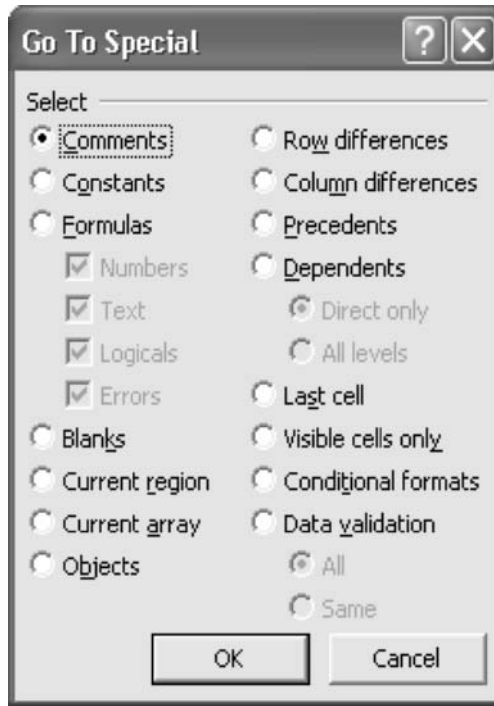 Go To Special
Select
Comments
Constants
Formulas
Numbers
Text
Logicals
Errors
Blanks
Current region
Current array
Objects
Row differences
Column differences
Precedents
Dependents
Direct only
All levels
Last cell
Visible cells only
Conditional formats
Data validation
All
Same
OK
Cancel